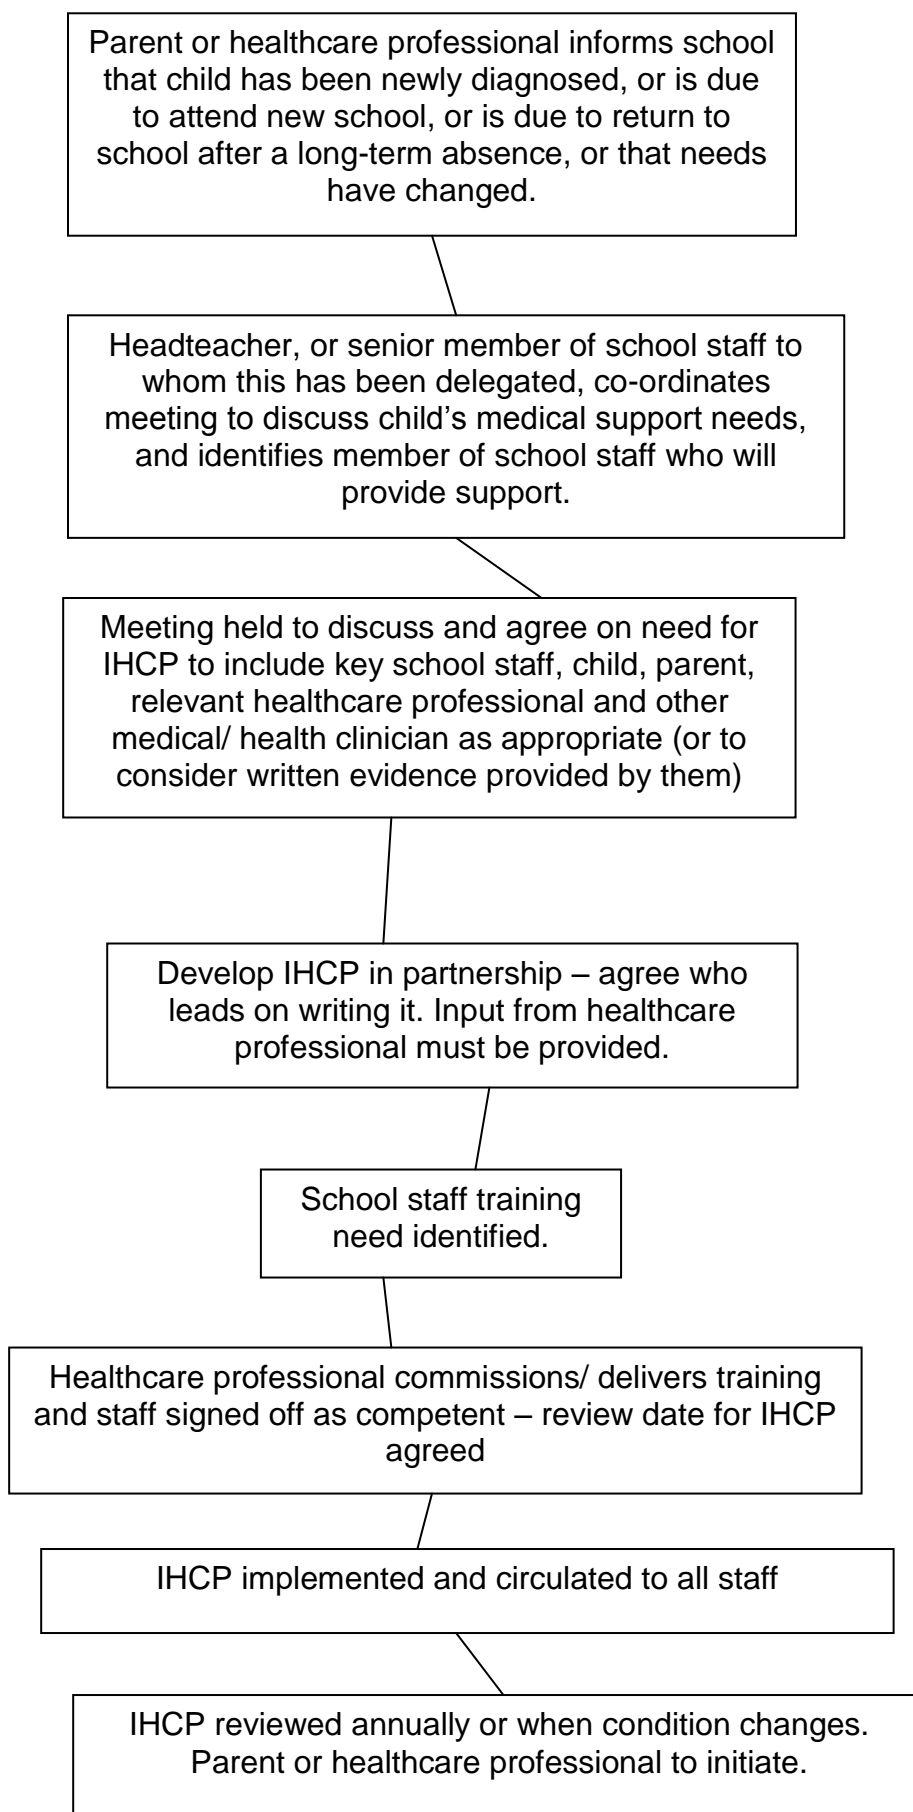 Parent or healthcare professional informs school
that child has been newly diagnosed, or is due
to attend new school, or is due to return to
school after a long-term absence, or that needs
have changed.
Headteacher, or senior member of school staff to
whom this has been delegated, co-ordinates
meeting to discuss child’s medical support needs,
and identifies member of school staff who will
provide support.
Meeting held to discuss and agree on need for
IHCP to include key school staff, child, parent,
relevant healthcare professional and other
medical/ health clinician as appropriate (or to
consider written evidence provided by them)
Develop IHCP in partnership – agree who
leads on writing it. Input from healthcare
professional must be provided.
School staff training
need identified.
Healthcare professional commissions/ delivers training
and staff signed off as competent – review date for IHCP
agreed
IHCP implemented and circulated to all staff
IHCP reviewed annually or when condition changes.
Parent or healthcare professional to initiate.